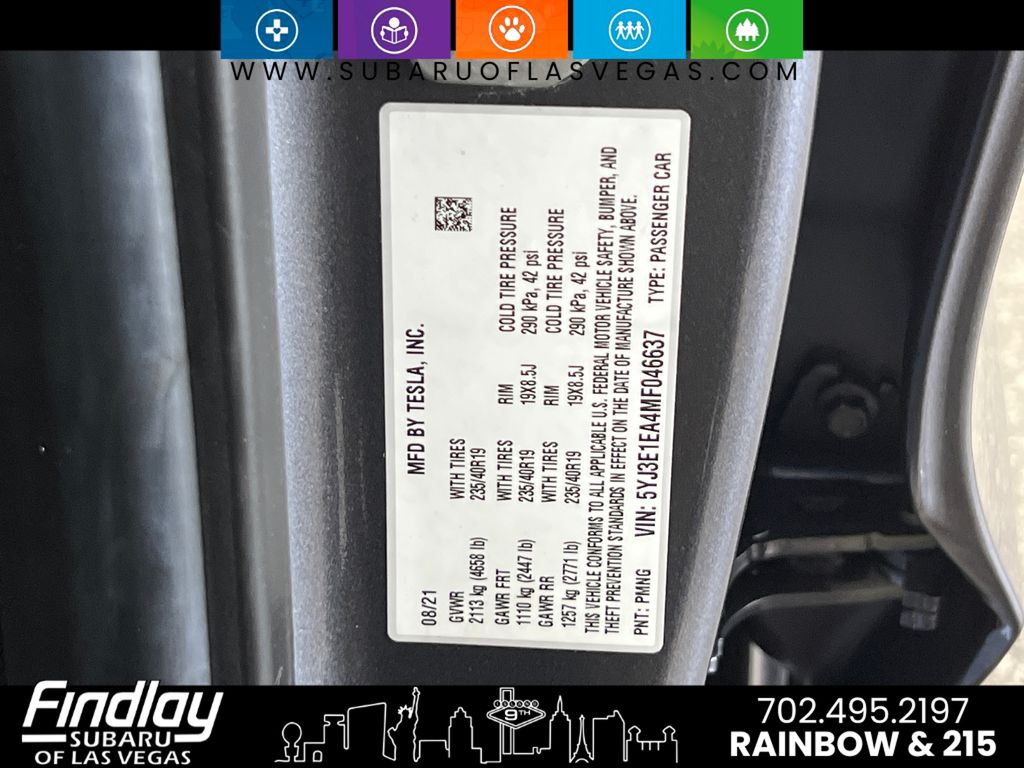 WWW.SUBARUOFLASVEGAS.COM
MFD BY TESLA, INC.
08/21
GVWR WITH TIRES
2113 kg (4658 lb) 235/40R19
GAWR FRT WITH TIRES RIM COLD TIRE PRESSURE
1110 kg (2447 lb) 235/40R19 19X8.5J 290 kPa, 42 psi
GAWR RR WITH TIRES RIM COLD TIRE PRESSURE
1257 kg (2771 lb) 235/40R19 19X8.5J 290 kPa, 42 psi
THIS VEHICLE CONFORMS TO ALL APPLICABLE U.S. FEDERAL MOTOR VEHICLE SAFETY, BUMPER, AND
THEFT PREVENTION STANDARDS IN EFFECT ON THE DATE OF MANUFACTURE SHOWN ABOVE.
PNT: PMNG VIN: 5YJ3E1EA4MF046637 TYPE: PASSENGER CAR
Findlay
SUBARU
OF LAS VEGAS
9TH
702.495.2197
RAINBOW & 215